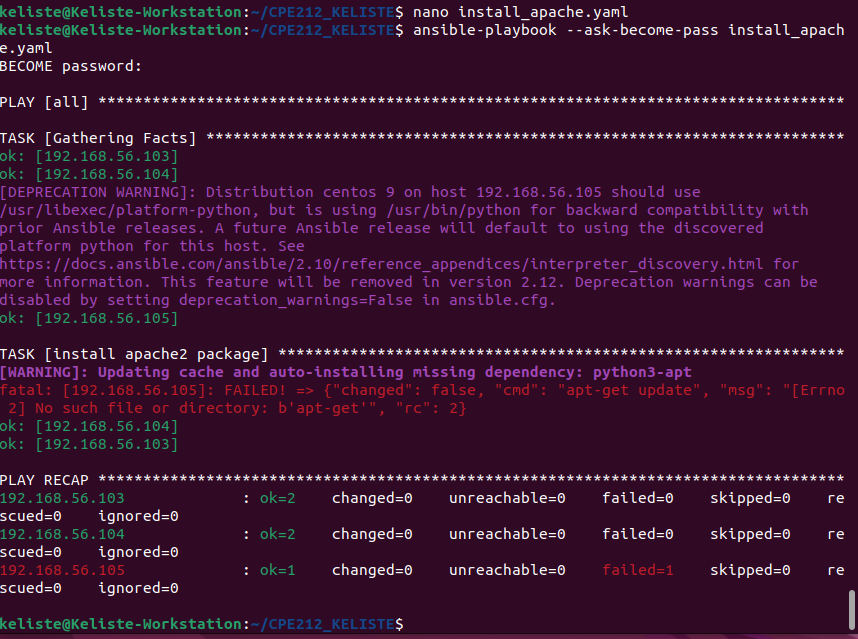 keliste@Keliste-Workstation:~/CPE212_KELISTE$ nano install_apache.yaml
keliste@Keliste-Workstation:~/CPE212_KELISTE$ ansible-playbook --ask-become-pass install_apach
e.yaml
BECOME password:
PLAY [all] ***********************************************************************************
TASK [Gathering Facts] ***********************************************************************
ok: [192.168.56.103]
ok: [192.168.56.104]
[DEPRECATION WARNING]: Distribution centos 9 on host 192.168.56.105 should use
/usr/libexec/platform-python, but is using /usr/bin/python for backward compatibility with
prior Ansible releases. A future Ansible release will default to using the discovered
platform python for this host. See
https://docs.ansible.com/ansible/2.10/reference_appendices/interpreter_discovery.html for
more information. This feature will be removed in version 2.12. Deprecation warnings can be
disabled by setting deprecation_warnings=False in ansible.cfg.
ok: [192.168.56.105]
TASK [install apache2 package] ***************************************************************
[WARNING]: Updating cache and auto-installing missing dependency: python3-apt
fatal: [192.168.56.105]: FAILED! => {"changed": false, "cmd": "apt-get update", "msg": "[Errno
 2] No such file or directory: b'apt-get'", "rc": 2}
ok: [192.168.56.104]
ok: [192.168.56.103]
PLAY RECAP ***********************************************************************************
192.168.56.103             : ok=2    changed=0    unreachable=0    failed=0    skipped=0    re
scued=0    ignored=0
192.168.56.104             : ok=2    changed=0    unreachable=0    failed=0    skipped=0    re
scued=0    ignored=0
192.168.56.105             : ok=1    changed=0    unreachable=0    failed=1    skipped=0    re
scued=0    ignored=0
keliste@Keliste-Workstation:~/CPE212_KELISTE$